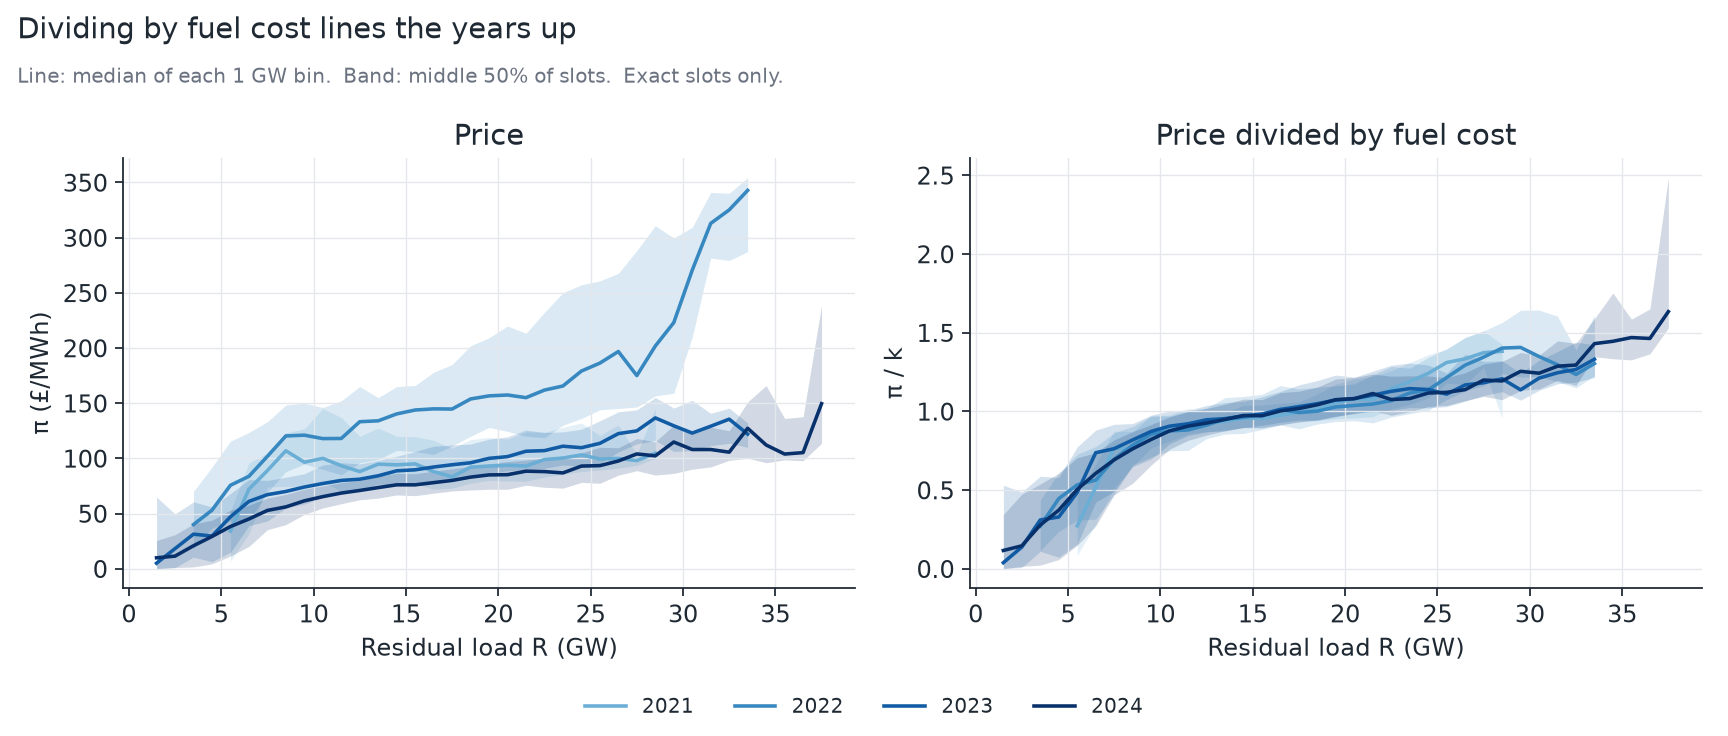 Dividing by fuel cost lines the years up
Line: median of each 1 GW bin.  Band: middle 50% of slots.  Exact slots only.
Price
350
300
250
200
150
100
50
0
π (£/MWh)
0 5 10 15 20 25 30 35
Residual load R (GW)
Price divided by fuel cost
2.5
2.0
1.5
1.0
0.5
0.0
π / k
0 5 10 15 20 25 30 35
Residual load R (GW)
2021 2022 2023 2024